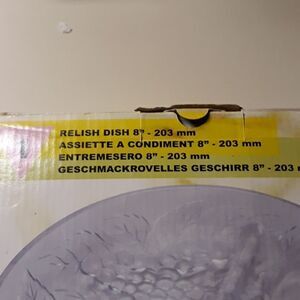 RELISH DISH 8" - 203 mm
ASSIETTE A CONDIMENT 8" - 203 mm
ENTREMESERO 8" - 203 mm
GESCHMACKROVELLES GESCHIRR 8" - 203